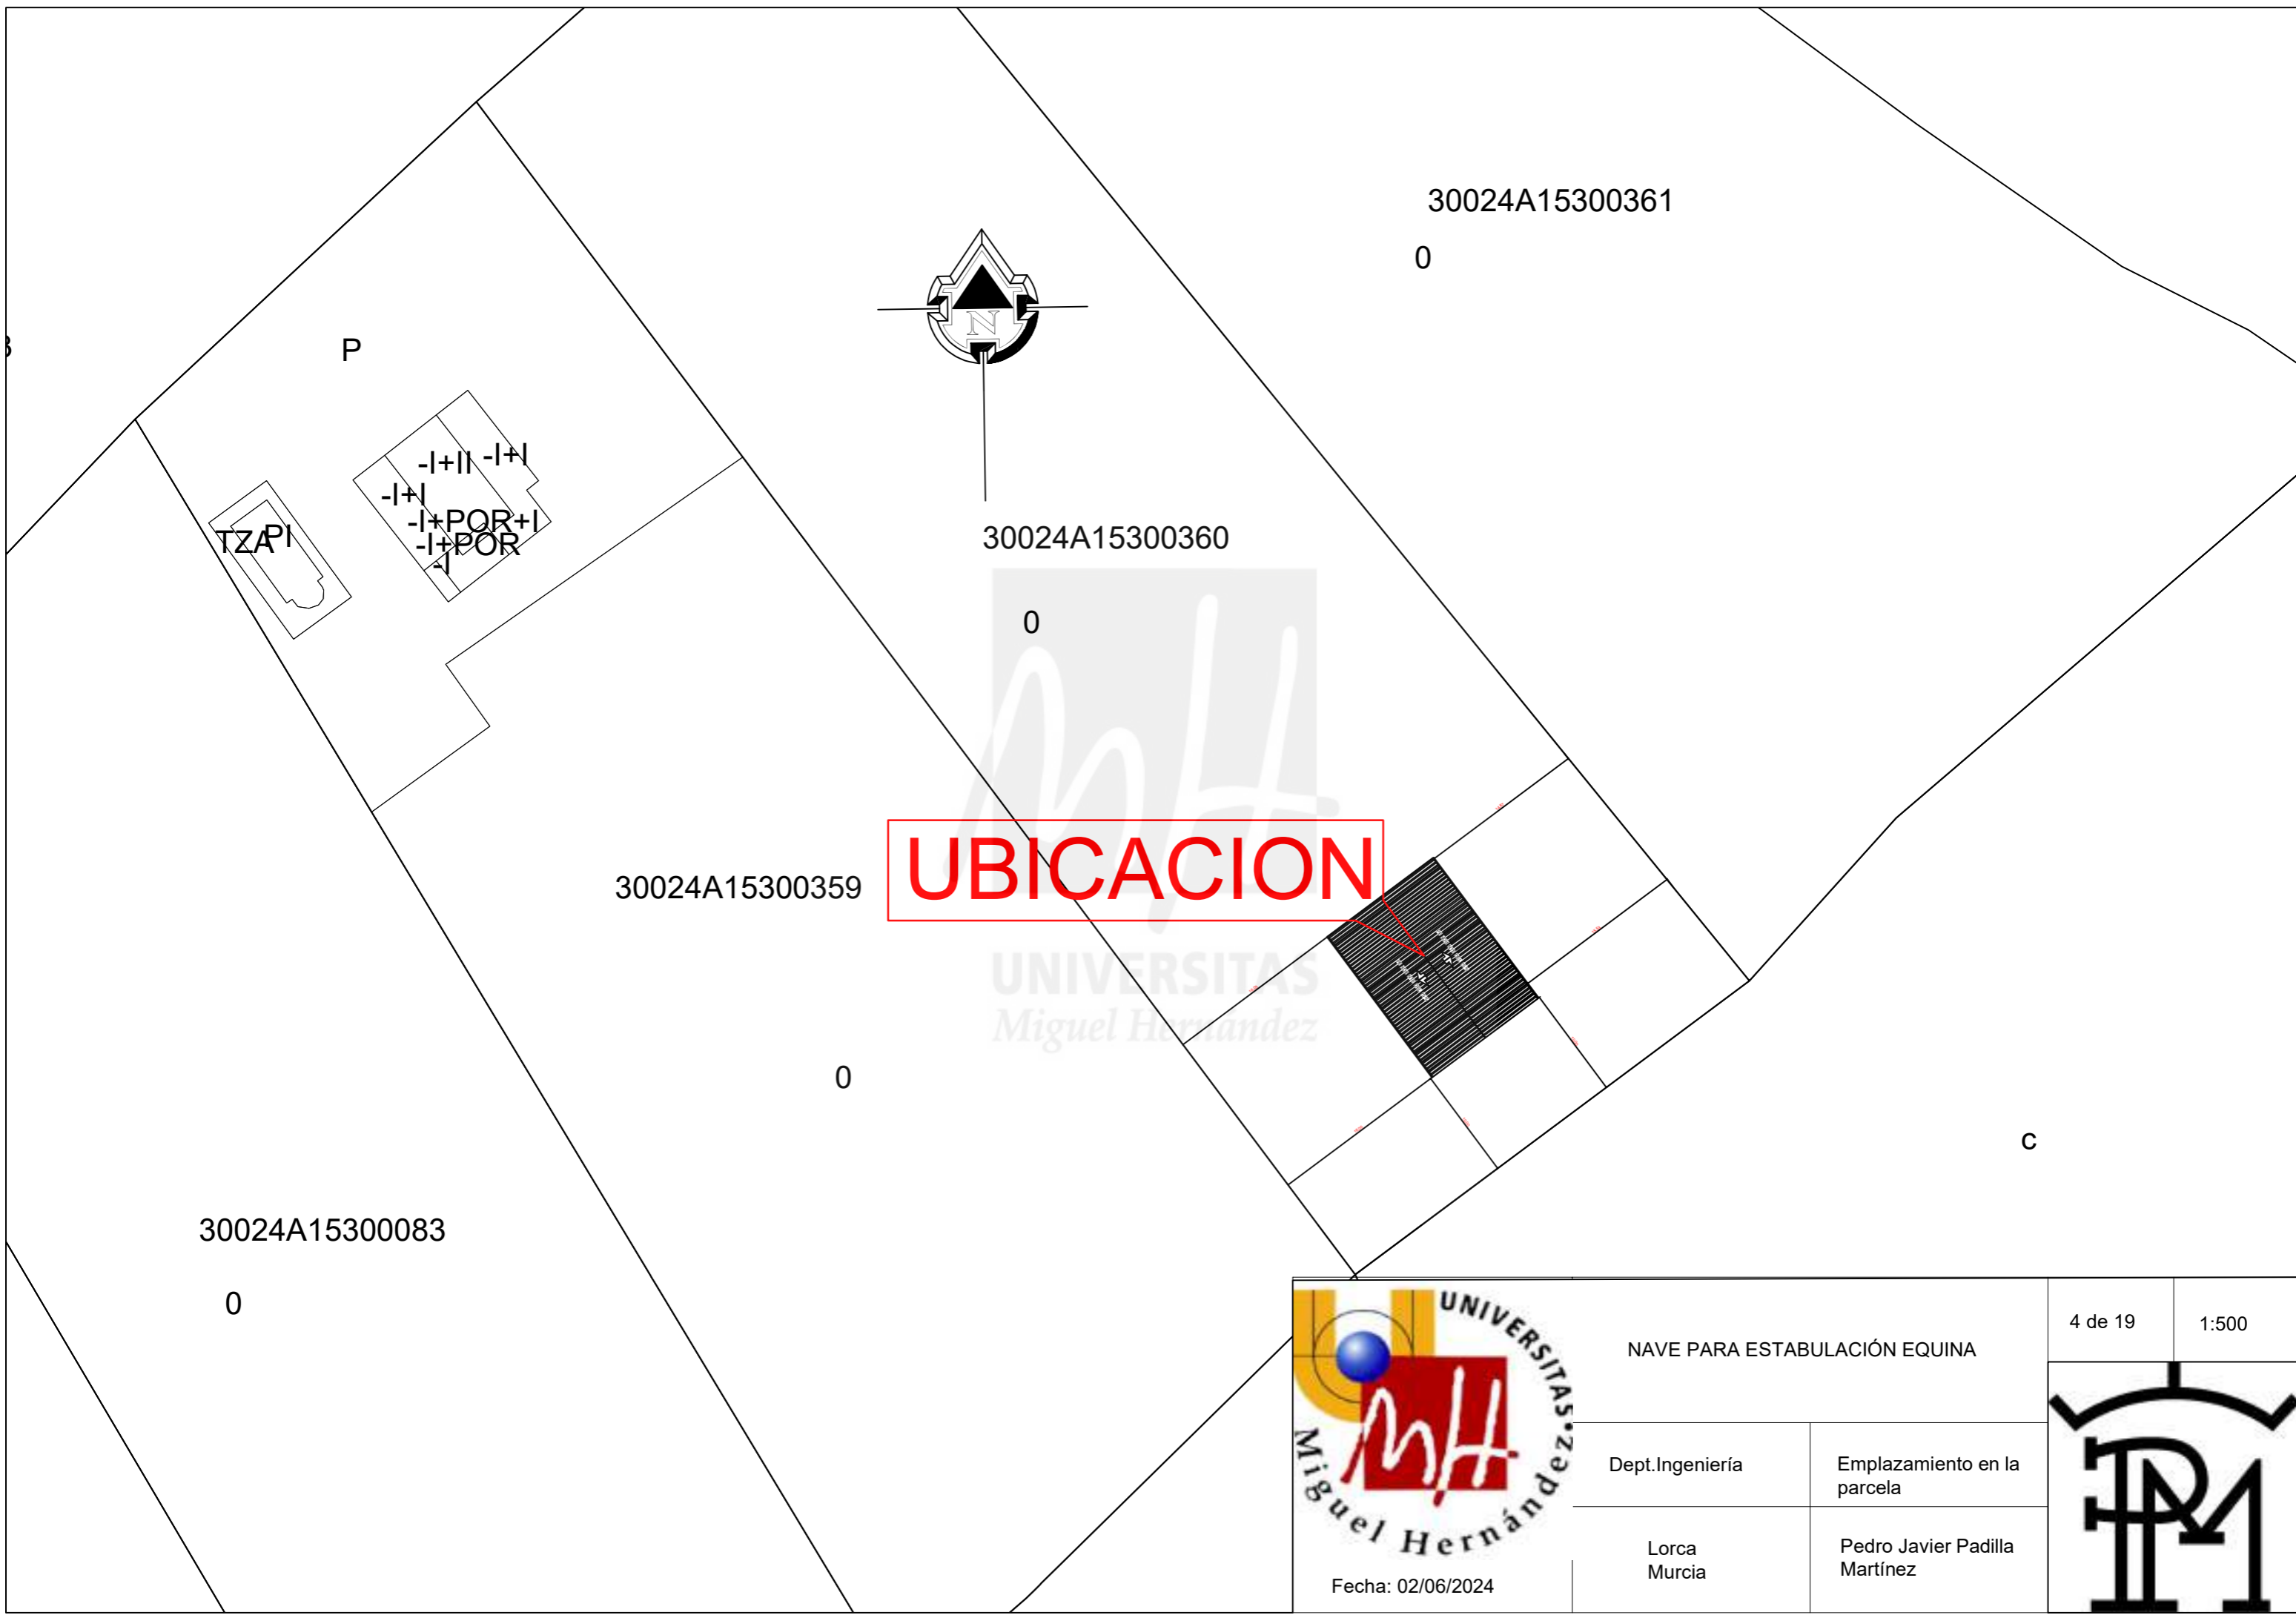 30024A15300361
0
N
P
-I+II
-I+I
-I+I
-I+POR+I
-I+POR
-I
TZA
PI
30024A15300360
0
UBICACION
30024A15300359
0
UNIVERSITAS
Miguel Hernández
c
30024A15300083
0
UNIVERSITAS
Miguel Hernández
Fecha: 02/06/2024
NAVE PARA ESTABULACIÓN EQUINA
4 de 19
1:500
Dept.Ingeniería
Emplazamiento en la
parcela
Lorca
Murcia
Pedro Javier Padilla
Martínez
PM